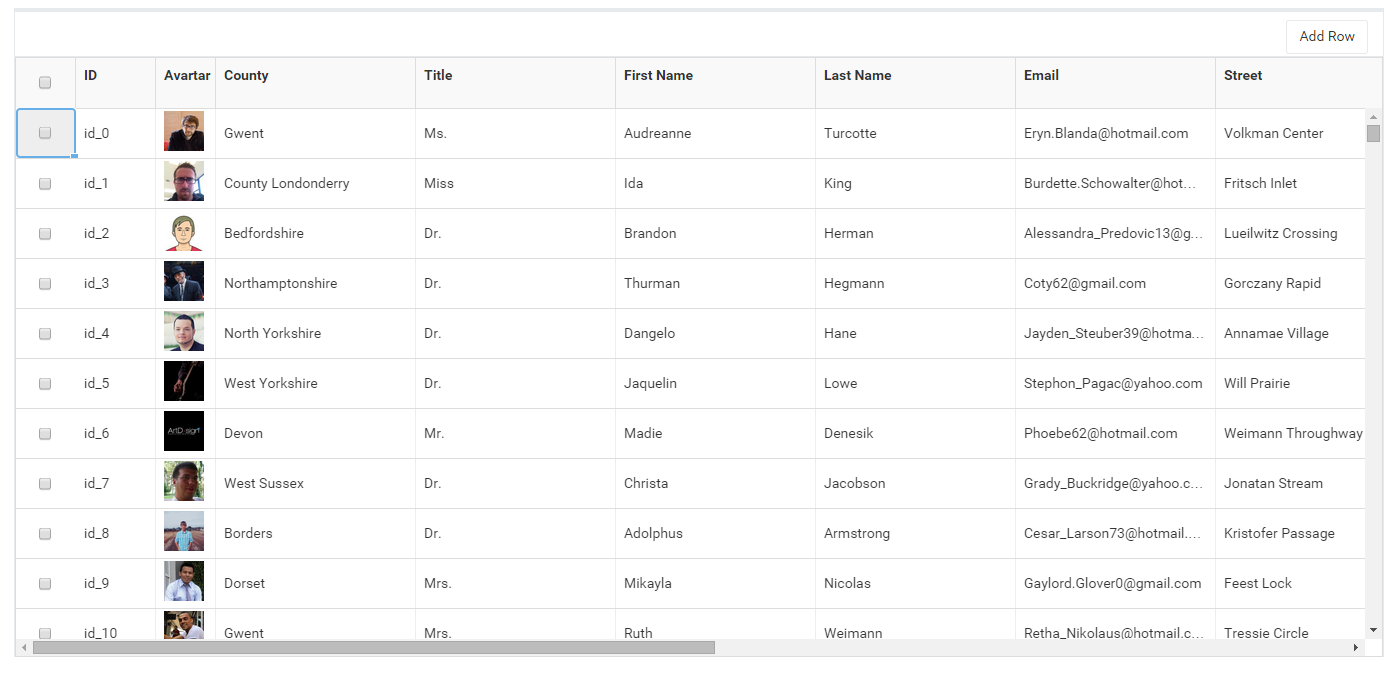 Add Row
ID Avartar County Title First Name Last Name Email Street
id_0 Gwent Ms. Audreanne Turcotte Eryn.Blanda@hotmail.com Volkman Center
id_1 County Londonderry Miss Ida King Burdette.Schowalter@hot... Fritsch Inlet
id_2 Bedfordshire Dr. Brandon Herman Alessandra_Predovic13@g... Lueilwitz Crossing
id_3 Northamptonshire Dr. Thurman Hegmann Coty62@gmail.com Gorczany Rapid
id_4 North Yorkshire Dr. Dangelo Hane Jayden_Steuber39@hotma... Annamae Village
id_5 West Yorkshire Dr. Jaquelin Lowe Stephon_Pagac@yahoo.com Will Prairie
id_6 Devon Mr. Madie Denesik Phoebe62@hotmail.com Weimann Throughway
id_7 West Sussex Dr. Christa Jacobson Grady_Buckridge@yahoo.c... Jonatan Stream
id_8 Borders Dr. Adolphus Armstrong Cesar_Larson73@hotmail.... Kristofer Passage
id_9 Dorset Mrs. Mikayla Nicolas Gaylord.Glover0@gmail.com Feest Lock
id_10 Gwent Mrs. Ruth Weimann Retha_Nikolaus@hotmail.c... Tressie Circle